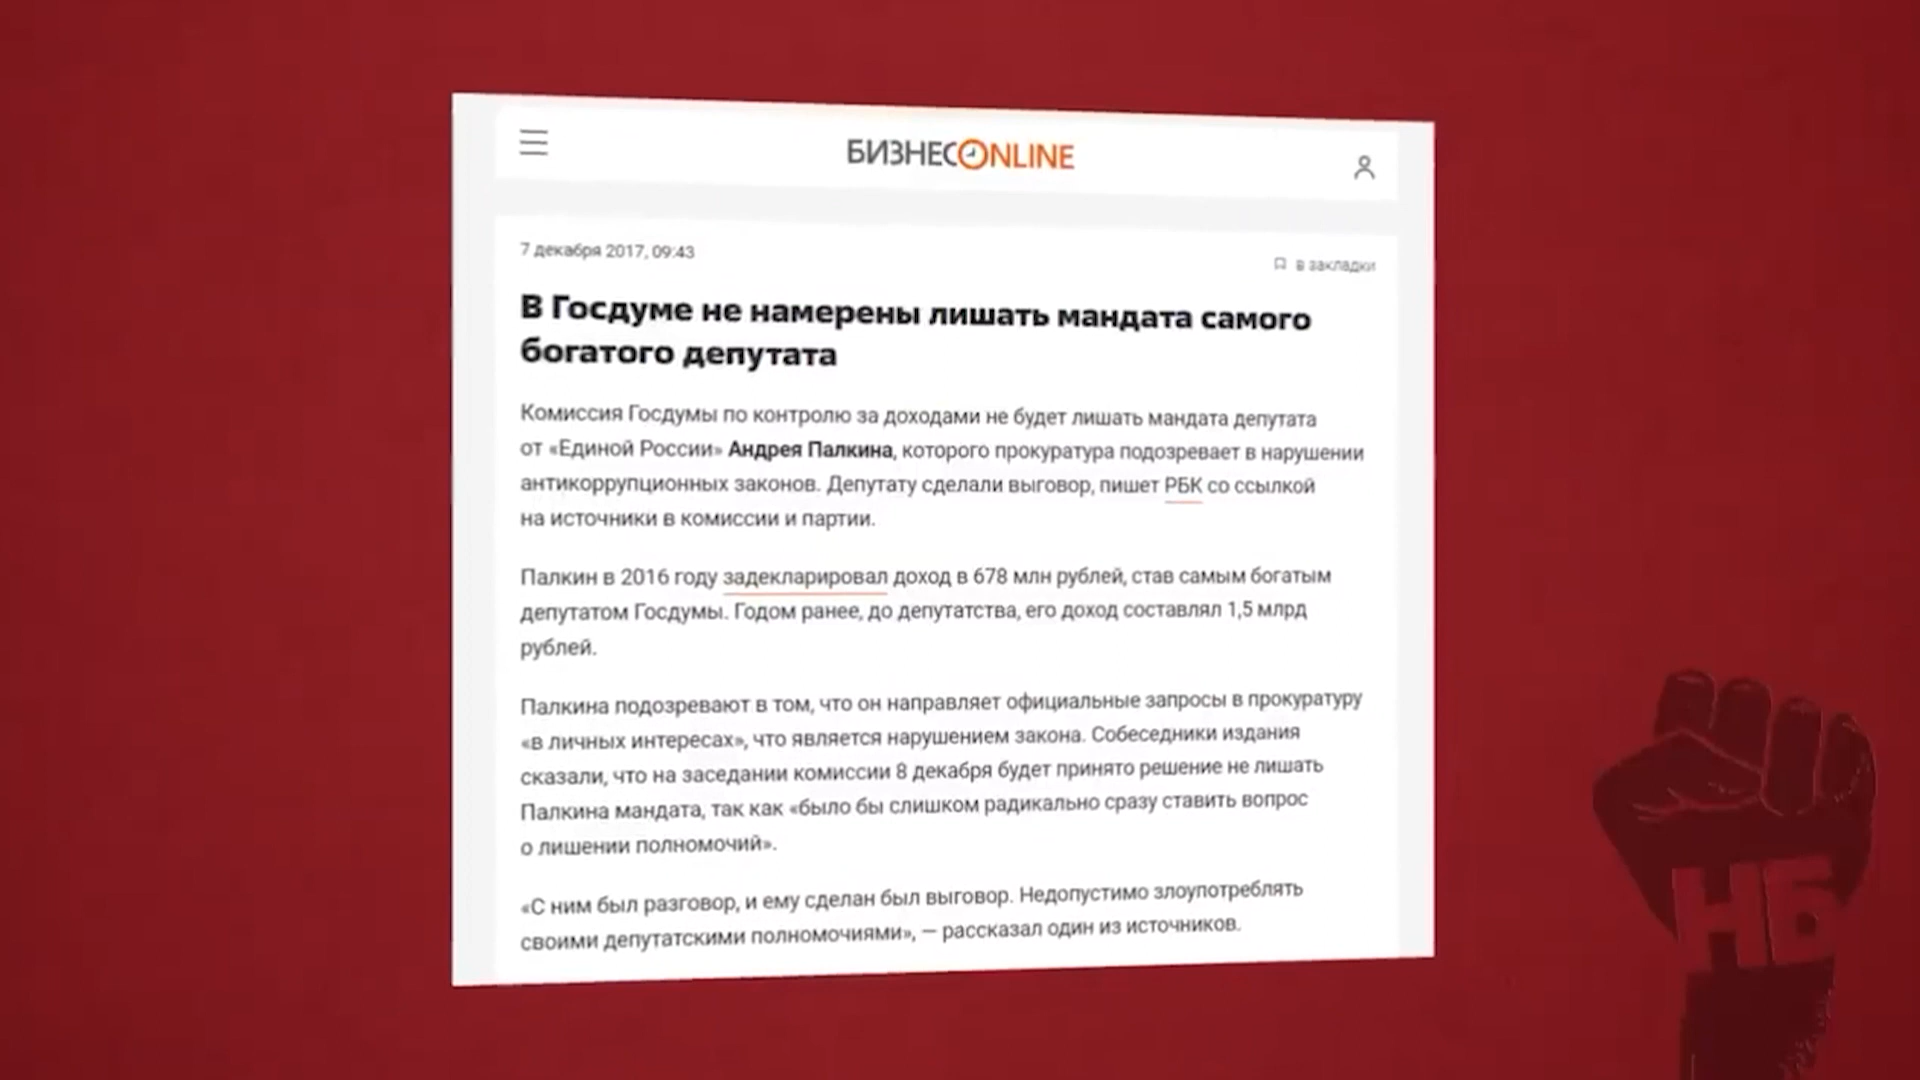 БИЗНЕСONLINE
7 декабря 2017, 09:43
в закладки
В Госдуме не намерены лишать мандата самого
богатого депутата
Комиссия Госдумы по контролю за доходами не будет лишать мандата депутата
от «Единой России» Андрея Палкина, которого прокуратура подозревает в нарушении
антикоррупционных законов. Депутату сделали выговор, пишет РБК со ссылкой
на источники в комиссии и партии.
Палкин в 2016 году задекларировал доход в 678 млн рублей, став самым богатым
депутатом Госдумы. Годом ранее, до депутатства, его доход составлял 1,5 млрд
рублей.
Палкина подозревают в том, что он направляет официальные запросы в прокуратуру
«в личных интересах», что является нарушением закона. Собеседники издания
сказали, что на заседании комиссии 8 декабря будет принято решение не лишать
Палкина мандата, так как «было бы слишком радикально сразу ставить вопрос
о лишении полномочий».
«С ним был разговор, и ему сделан был выговор. Недопустимо злоупотреблять
своими депутатскими полномочиями», — рассказал один из источников.
НБ